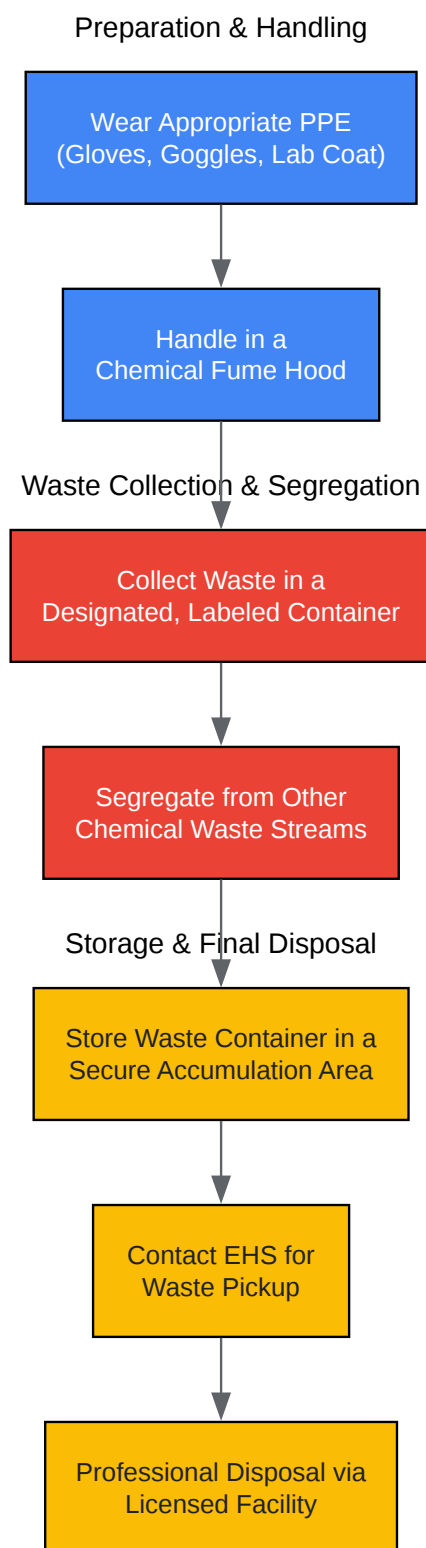 Preparation & Handling
Wear Appropriate PPE
(Gloves, Goggles, Lab Coat)
Handle in a
Chemical Fume Hood
Waste Collection & Segregation
Collect Waste in a
Designated, Labeled Container
Segregate from Other
Chemical Waste Streams
Storage & Final Disposal
Store Waste Container in a
Secure Accumulation Area
Contact EHS for
Waste Pickup
Professional Disposal via
Licensed Facility